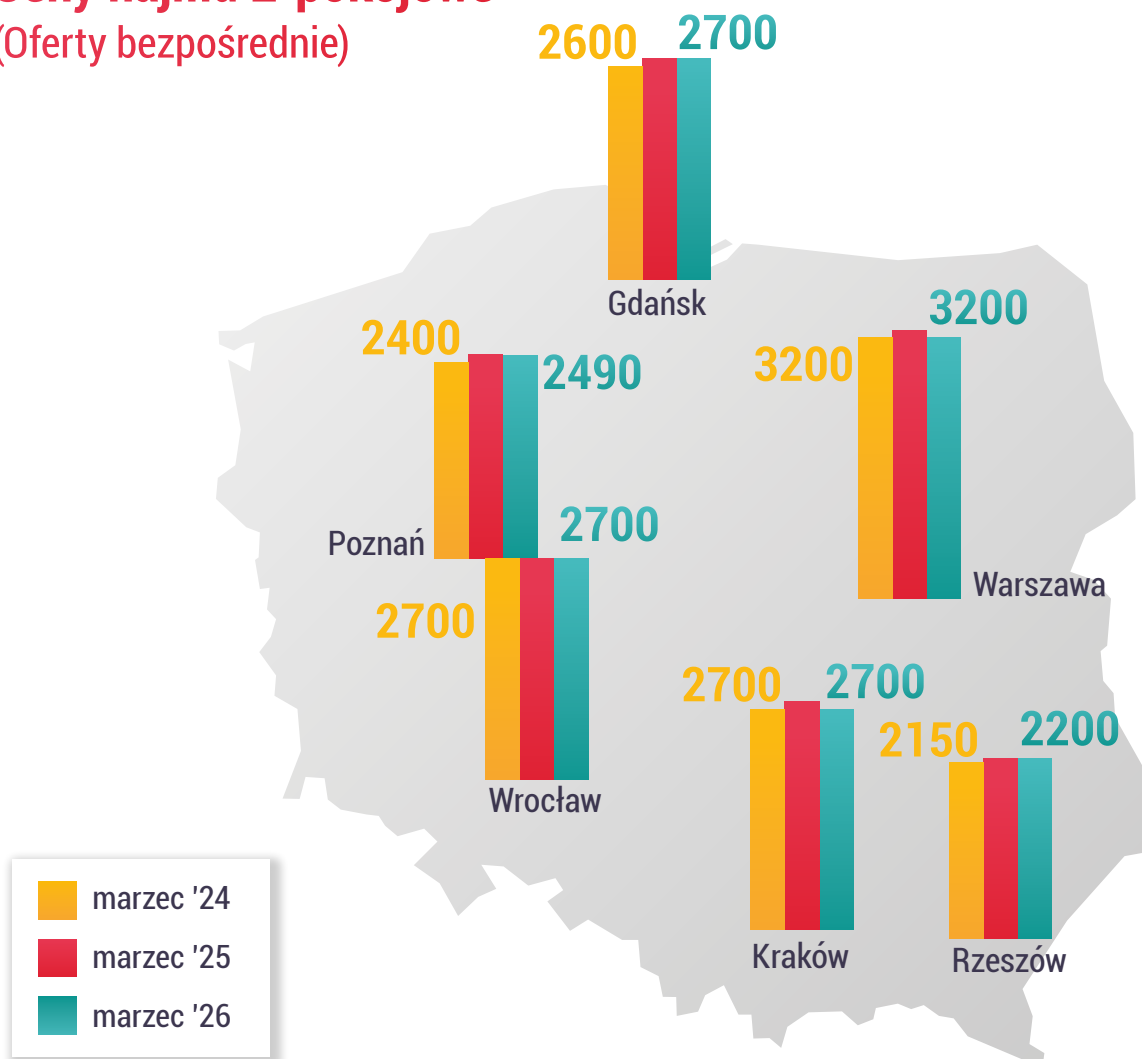 (Oferty bezpośrednie)
2600
2700
Gdańsk
2400
2490
Poznań
3200
3200
Warszawa
2700
2700
Wrocław
2700
2700
Kraków
2150
2200
Rzeszów
marzec '24
marzec '25
marzec '26